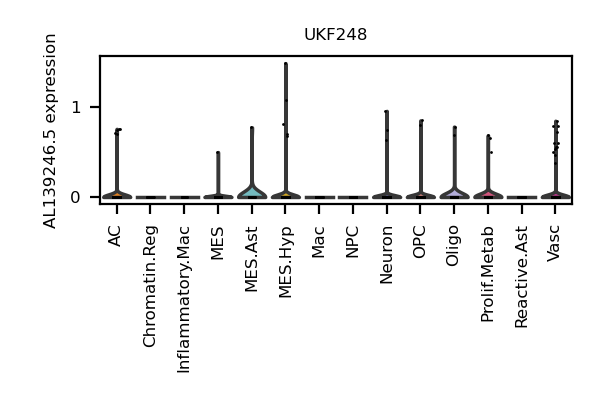 UKF248
AL139246.5 expression
1
0
AC
Chromatin.Reg
Inflammatory.Mac
MES
MES.Ast
MES.Hyp
Mac
NPC
Neuron
OPC
Oligo
Prolif.Metab
Reactive.Ast
Vasc